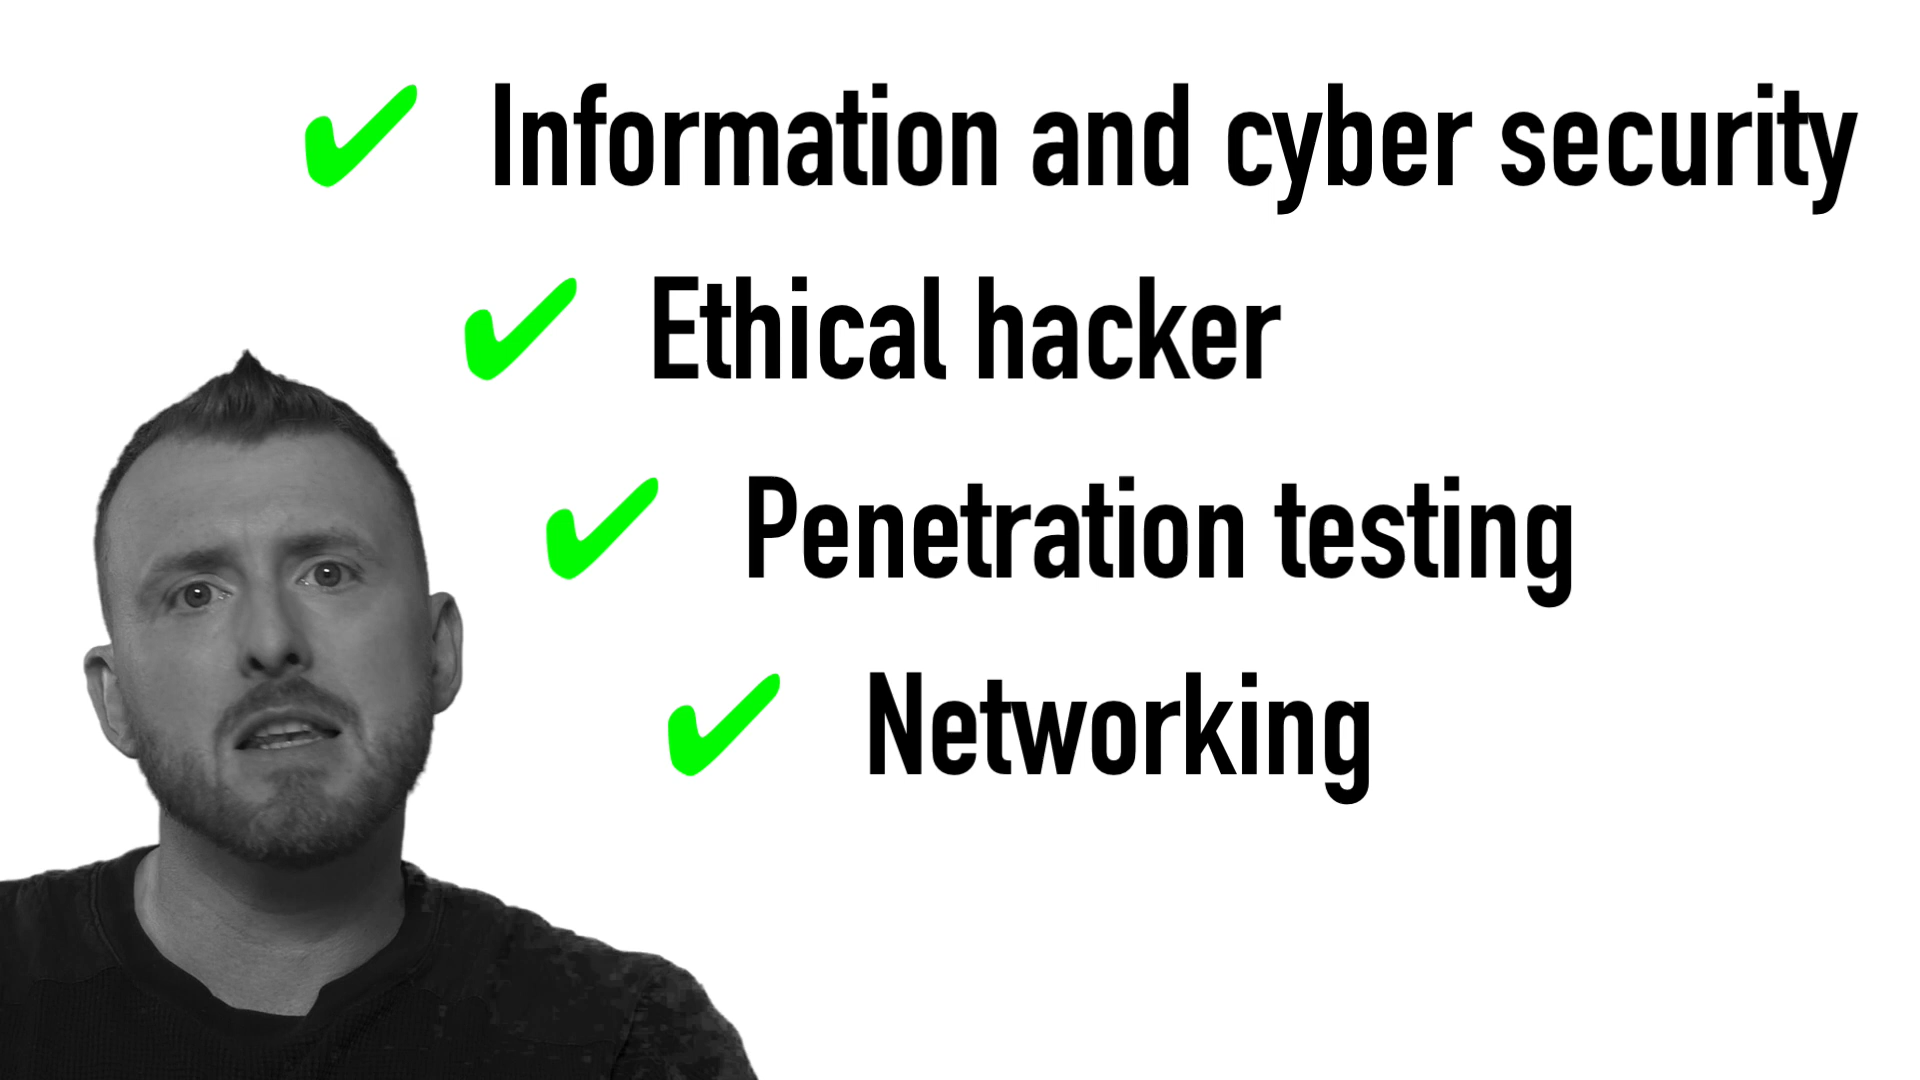 Information and cyber security
Ethical hacker
Penetration testing
Networking